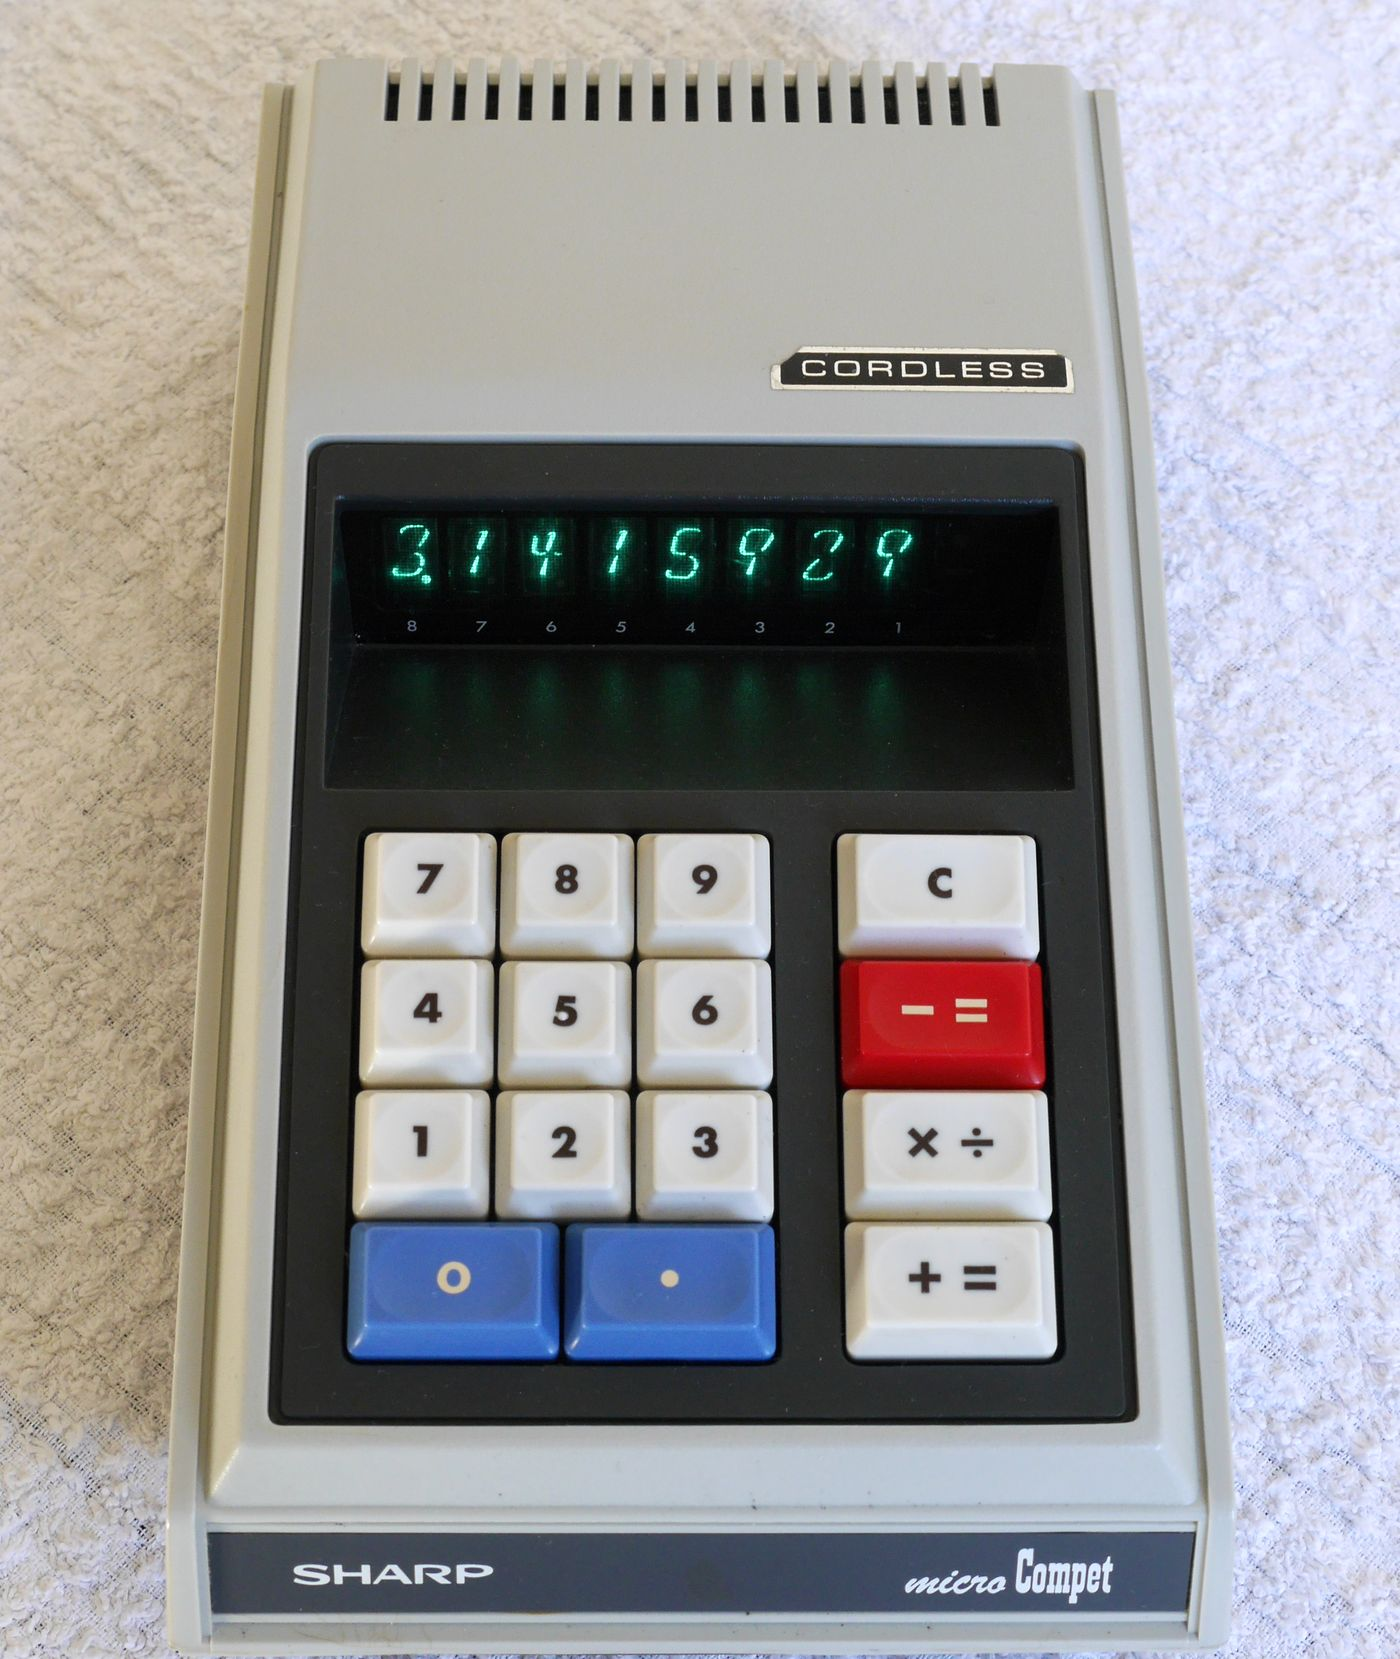 CORDLESS
3.1415929
8 7 6 5 4 3 2 1
7 8 9 C
4 5 6 − =
1 2 3 × ÷
0 • + =
SHARP micro Compet